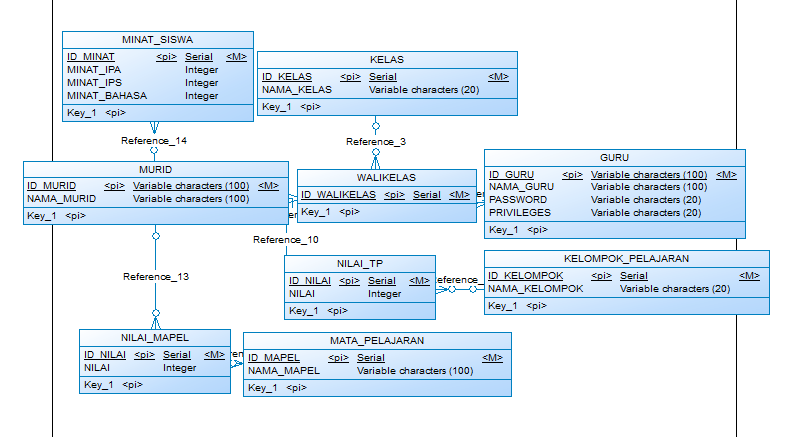 MINAT_SISWA
ID_MINAT <pi> Serial <M>
MINAT_IPA Integer
MINAT_IPS Integer
MINAT_BAHASA Integer
Key_1 <pi>
KELAS
ID_KELAS <pi> Serial <M>
NAMA_KELAS Variable characters (20)
Key_1 <pi>
Reference_14
Reference_3
MURID
ID_MURID <pi> Variable characters (100) <M>
NAMA_MURID Variable characters (100)
Key_1 <pi>
WALIKELAS
ID_WALIKELAS <pi> Serial <M>
Key_1 <pi>
GURU
ID_GURU <pi> Variable characters (100) <M>
NAMA_GURU Variable characters (100)
PASSWORD Variable characters (20)
PRIVILEGES Variable characters (20)
Key_1 <pi>
Reference_10
Reference_13
NILAI_TP
ID_NILAI <pi> Serial <M>
NILAI Integer
Key_1 <pi>
eference_
KELOMPOK_PELAJARAN
ID_KELOMPOK <pi> Serial <M>
NAMA_KELOMPOK Variable characters (20)
Key_1 <pi>
NILAI_MAPEL
ID_NILAI <pi> Serial <M>
NILAI Integer
Key_1 <pi>
MATA_PELAJARAN
ID_MAPEL <pi> Serial <M>
NAMA_MAPEL Variable characters (100)
Key_1 <pi>